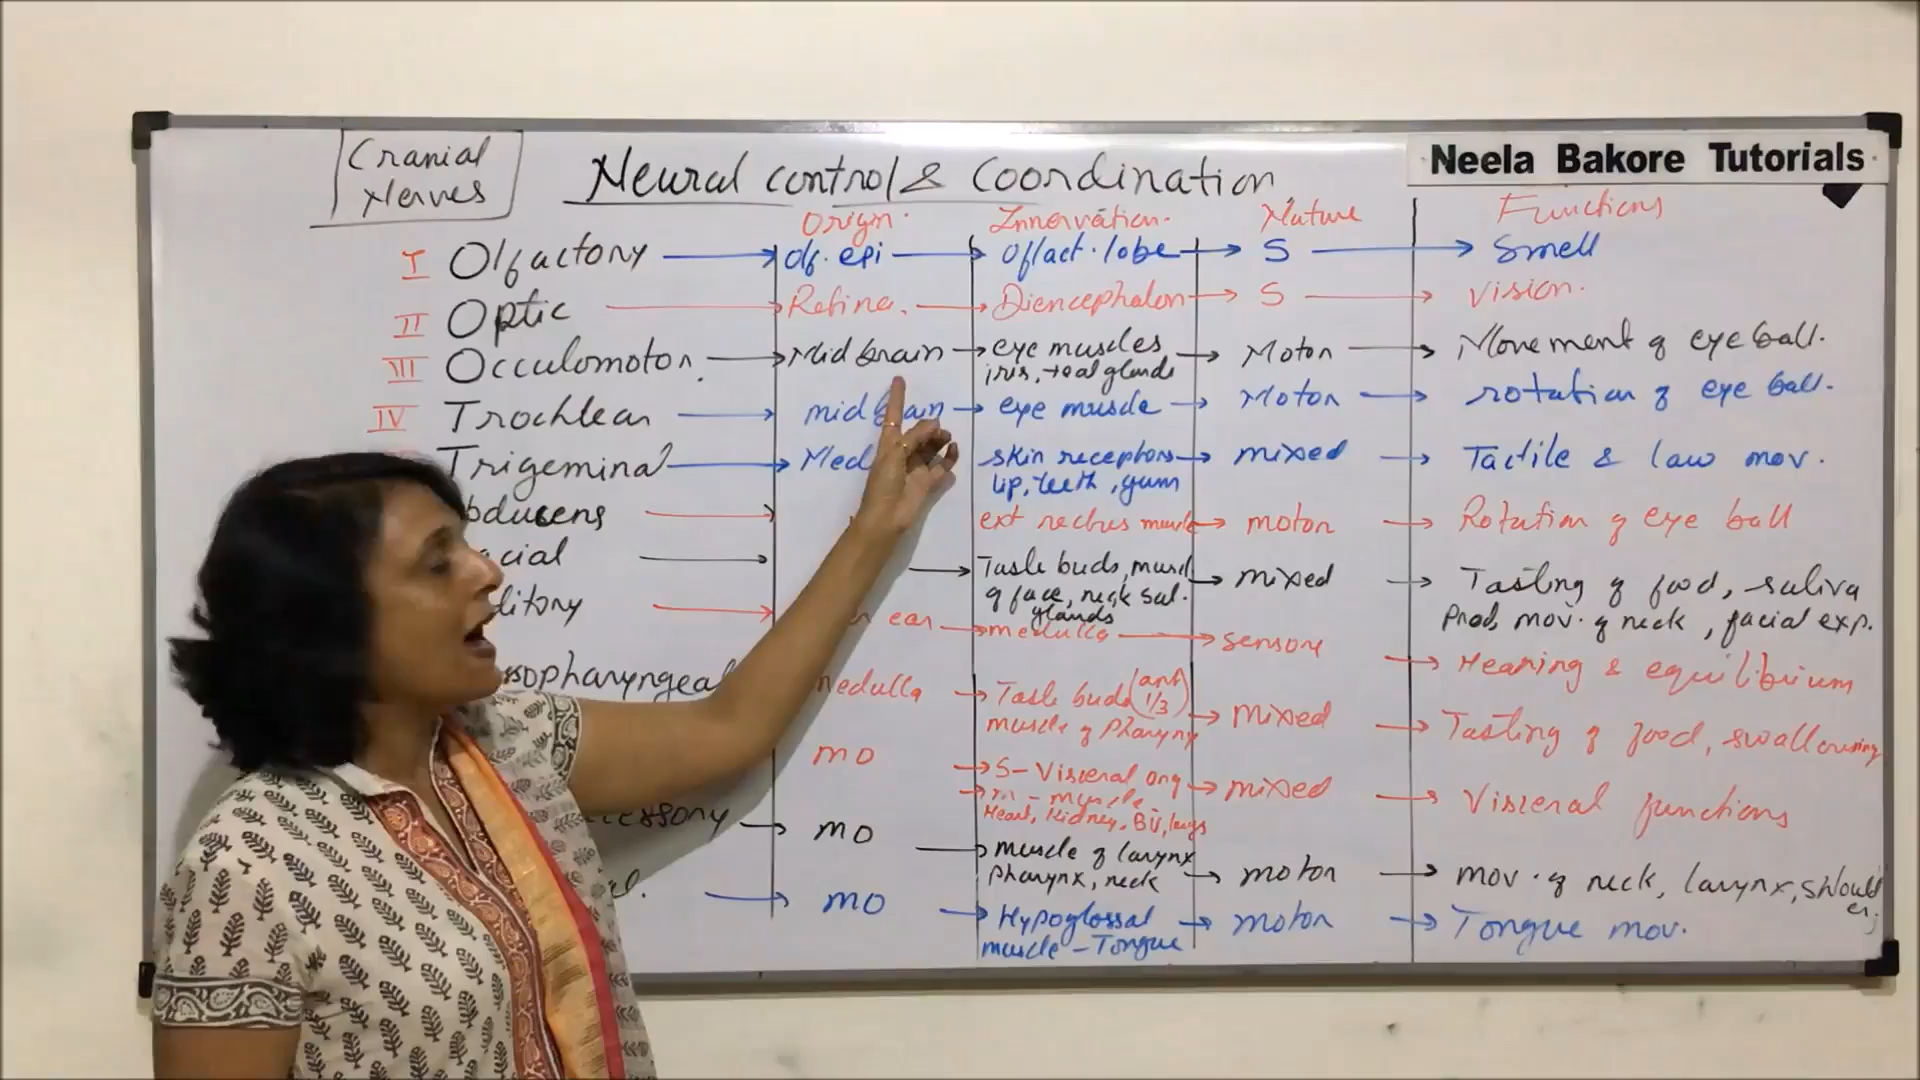 Cranial
Nerves
Neural control & Coordination
Neela Bakore Tutorials
Origin. Innervation. Nature Functions
I Olfactory Olf. epi Olfact. lobe S Smell
II Optic Retina. Diencephalon S Vision.
III Occulomotor. Mid brain eye muscles Motor Movement of eye ball.
iris, teal glands
IV Trochlear midbrain eye muscle Motor rotation of eye ball.
Trigeminal Med skin receptors mixed Tactile & law mov.
lip, teeth, gum
bducens ext rectus muscle motor Rotation of eye ball
cial Taste buds, muscl mixed Tasting of food, saliva
of face, neck sal. Prod, mov. of neck, facial exp.
glands
ditory ear medulla sensore Hearing & equilibrium
ssopharyngeal medulla Taste buds (ant 1/3) mixed Tasting of food, swallowing
muscle of Pharynx
mo S - Visceral org mixed Visceral functions
m - muscle
Heart, Kidney, BV, lungs
cessory mo muscle of larynx motor mov. of neck, larynx, shoulder
pharynx, neck
l. mo Hypoglossal motor Tongue mov.
muscle - Tongue